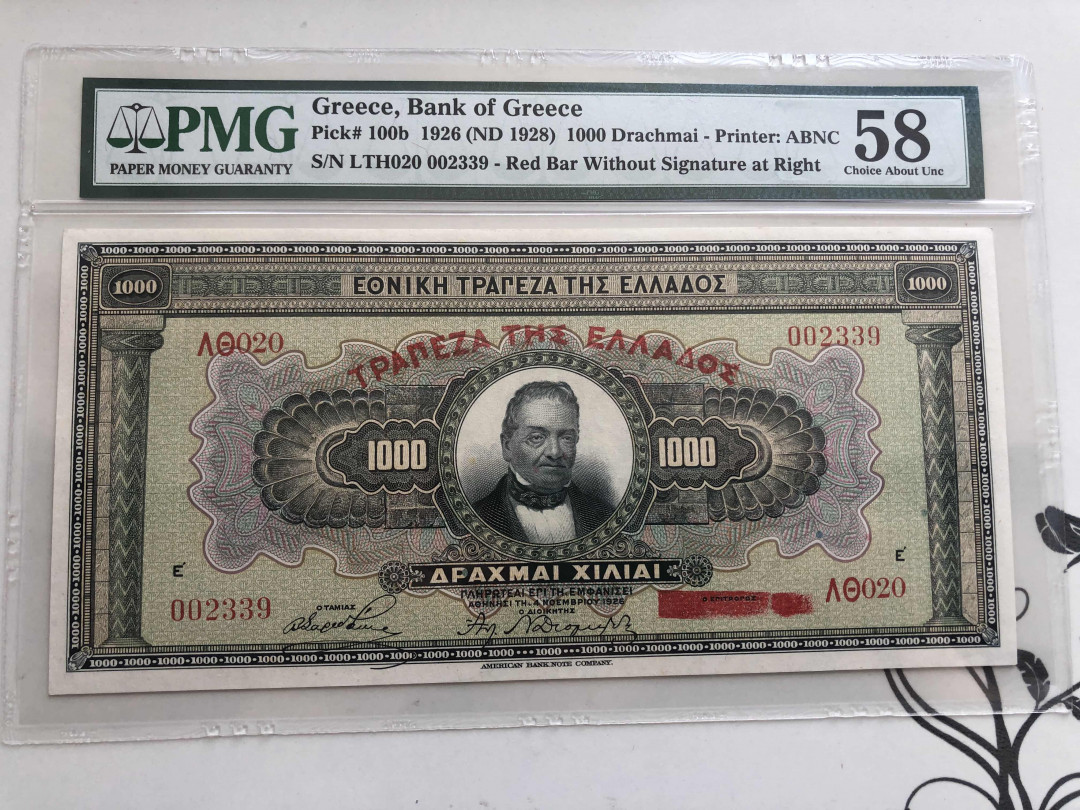 PMG
PAPER MONEY GUARANTY
Greece, Bank of Greece
Pick# 100b 1926 (ND 1928) 1000 Drachmai - Printer: ABNC
S/N LTH020 002339 - Red Bar Without Signature at Right
58
Choice About Unc
1000 ΕΘΝΙΚΗ ΤΡΑΠΕΖΑ ΤΗΣ ΕΛΛΑΔΟΣ 1000
ΛΘ020 002339
ΤΡΑΠΕΖΑ ΤΗΣ ΕΛΛΑΔΟΣ
1000 1000
Ε΄ Ε΄
ΔΡΑΧΜΑΙ ΧΙΛΙΑΙ
ΠΛΗΡΩΤΕΑΙ ΕΠΙ ΤΗ ΕΜΦΑΝΙΣΕΙ
ΑΘΗΝΗΣΙ ΤΗ 4 ΝΟΕΜΒΡΙΟΥ 1926
002339 ΛΘ020
Ο ΤΑΜΙΑΣ Ο ΔΙΟΙΚΗΤΗΣ Ο ΕΠΙΤΡΟΠΟΣ
AMERICAN BANK NOTE COMPANY.